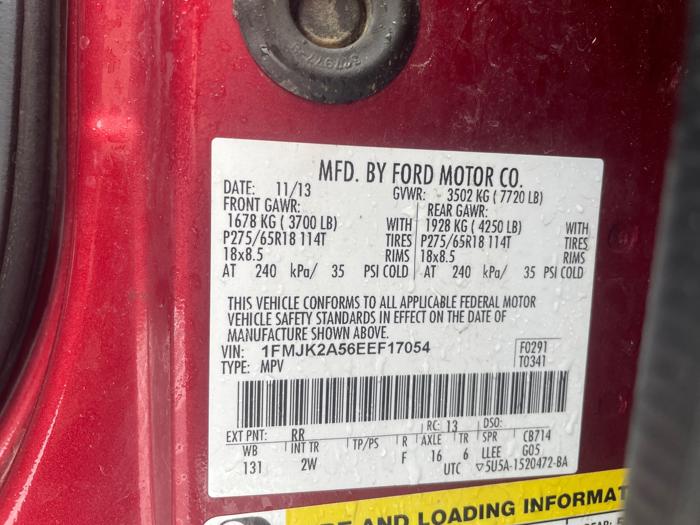 MFD. BY FORD MOTOR CO.
DATE: 11/13 GVWR: 3502 KG ( 7720 LB)
FRONT GAWR: REAR GAWR:
1678 KG ( 3700 LB) WITH 1928 KG ( 4250 LB) WITH
P275/65R18 114T TIRES P275/65R18 114T TIRES
18x8.5 RIMS 18x8.5 RIMS
AT 240 kPa/ 35 PSI COLD AT 240 kPa/ 35 PSI COLD
THIS VEHICLE CONFORMS TO ALL APPLICABLE FEDERAL MOTOR
VEHICLE SAFETY STANDARDS IN EFFECT ON THE DATE OF
MANUFACTURE SHOWN ABOVE.
VIN: 1FMJK2A56EEF17054 F0291
TYPE: MPV T0341
EXT PNT: RR RC: 13 DSO:
WB INT TR TP/PS R AXLE TR SPR CB714
131 2W F 16 6 LLEE G05
UTC ▽5U5A-1520472-BA
AND LOADING INFORMAT